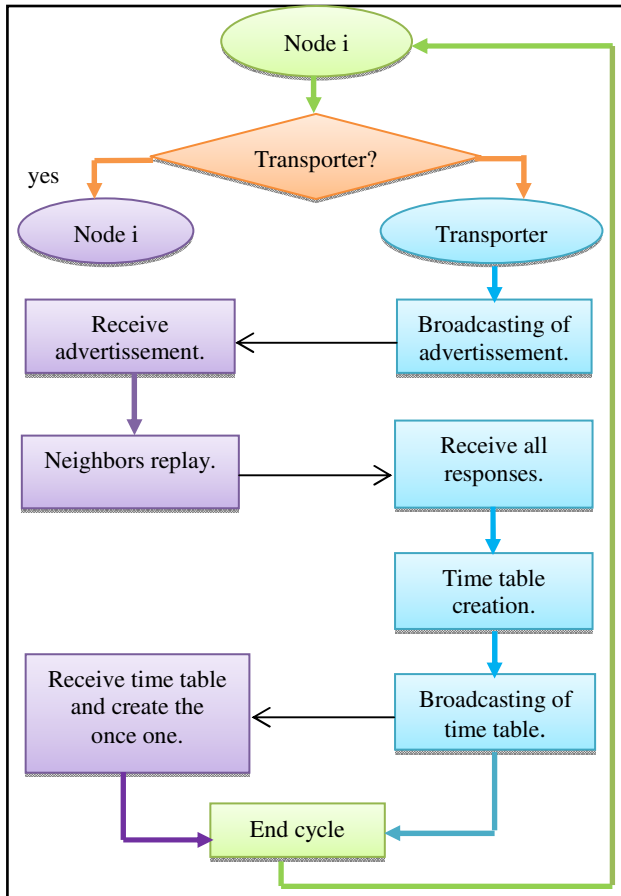 Node i
Transporter?
yes
Node i
Transporter
Receive
advertissement.
Broadcasting of
advertissement.
Neighbors replay.
Receive all
responses.
Time table
creation.
Receive time table
and create the
once one.
Broadcasting of
time table.
End cycle